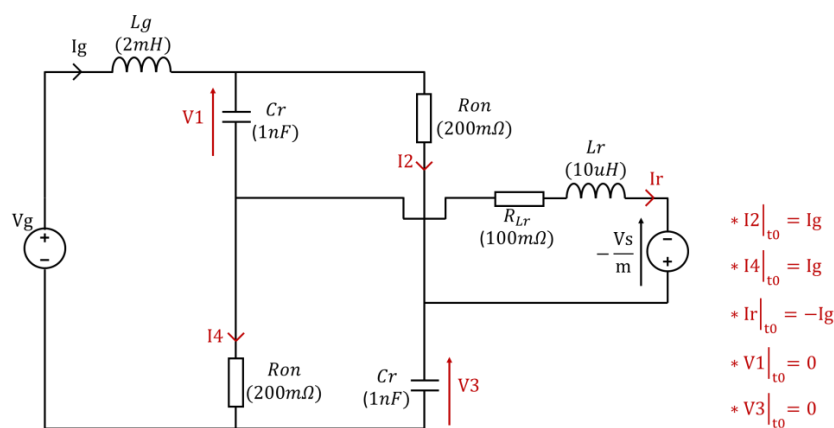 Lg
(2mH)
Ig
V1
Cr
(1nF)
Ron
(200mΩ)
I2
Lr
(10uH)
Ir
R_Lr
(100mΩ)
Vg
+
−
− Vs/m
−
+
I4
Ron
(200mΩ)
Cr
(1nF)
V3
* I2|t0 = Ig
* I4|t0 = Ig
* Ir|t0 = −Ig
* V1|t0 = 0
* V3|t0 = 0